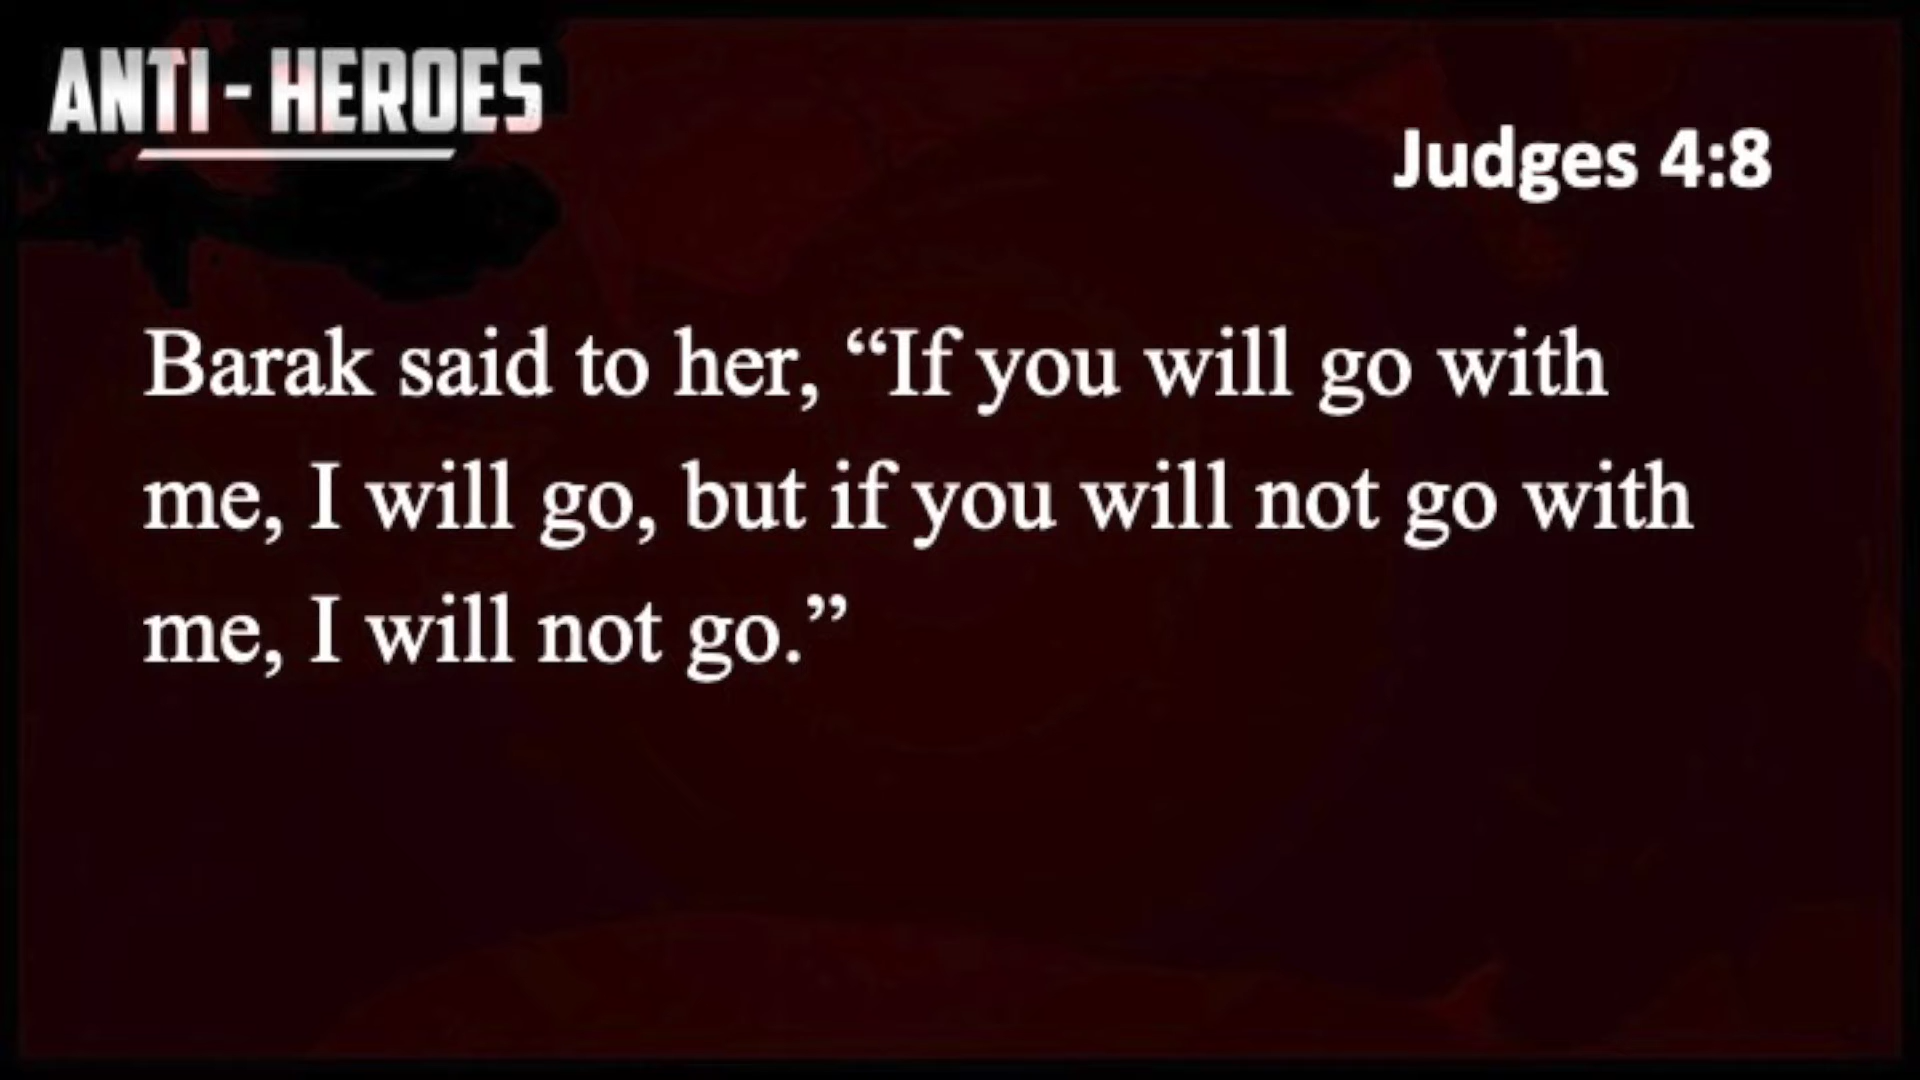 ANTI - HEROES
Judges 4:8
Barak said to her, “If you will go with
me, I will go, but if you will not go with
me, I will not go.”